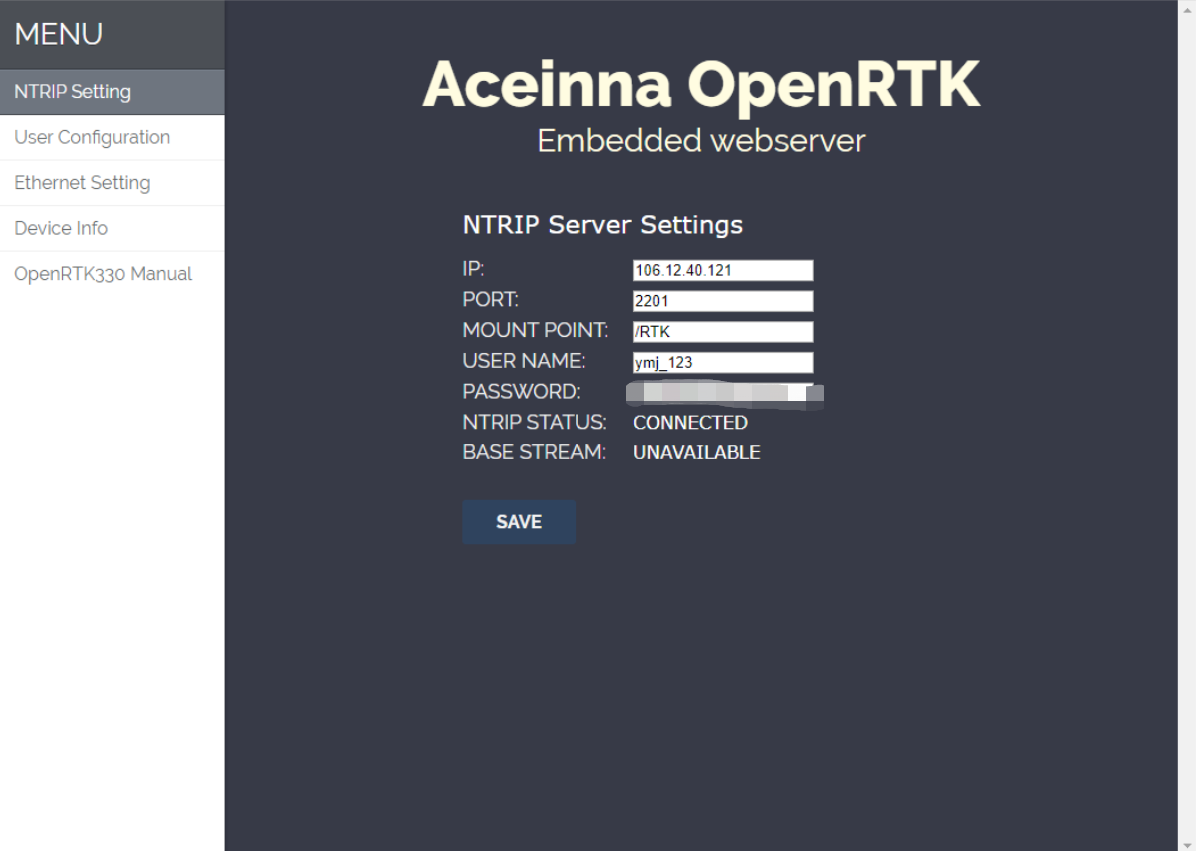 MENU
NTRIP Setting
User Configuration
Ethernet Setting
Device Info
OpenRTK330 Manual
Aceinna OpenRTK
Embedded webserver
NTRIP Server Settings
IP: 106.12.40.121
PORT: 2201
MOUNT POINT: /RTK
USER NAME: ymj_123
PASSWORD:
NTRIP STATUS: CONNECTED
BASE STREAM: UNAVAILABLE
SAVE